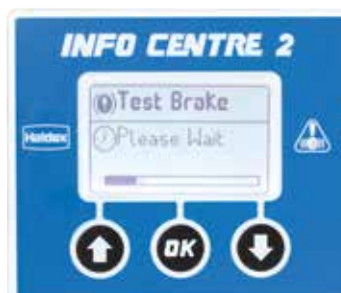 INFO CENTRE 2
Test Brake
Please Wait
Haldex
OK